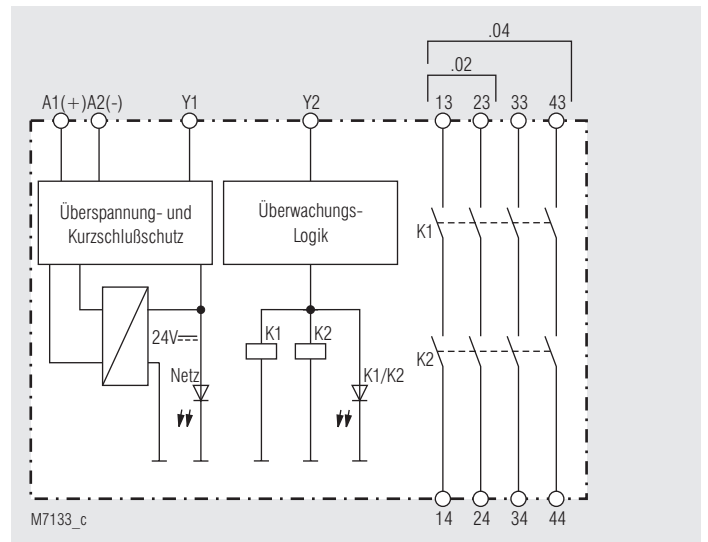 .04
.02
A1(+) A2(-) Y1 Y2 13 23 33 43
Überspannung- und
Kurzschlußschutz
Überwachungs-
Logik
K1
24V
K1 K2
K2
Netz
K1/K2
14 24 34 44
M7133_c